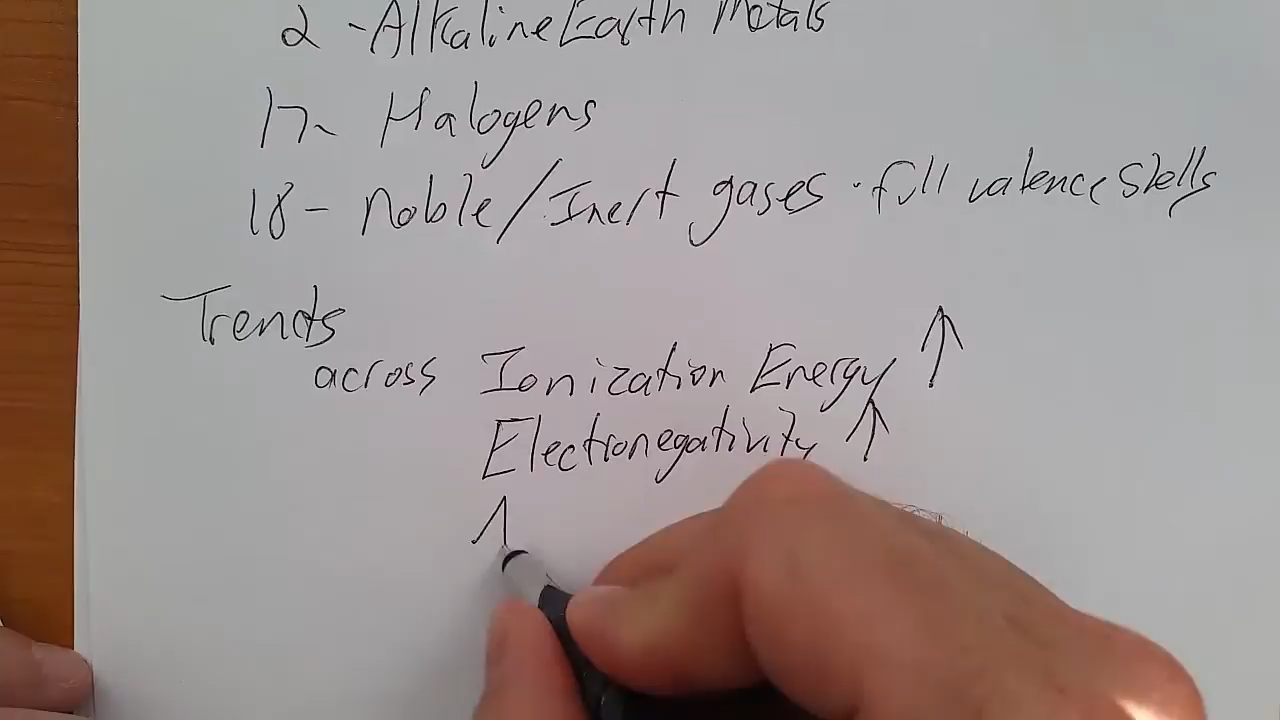 2 - Alkaline Earth Metals
17- Halogens
18- Noble/Inert gases · full valence Shells
Trends
across Ionization Energy ↑
Electronegativity ↑